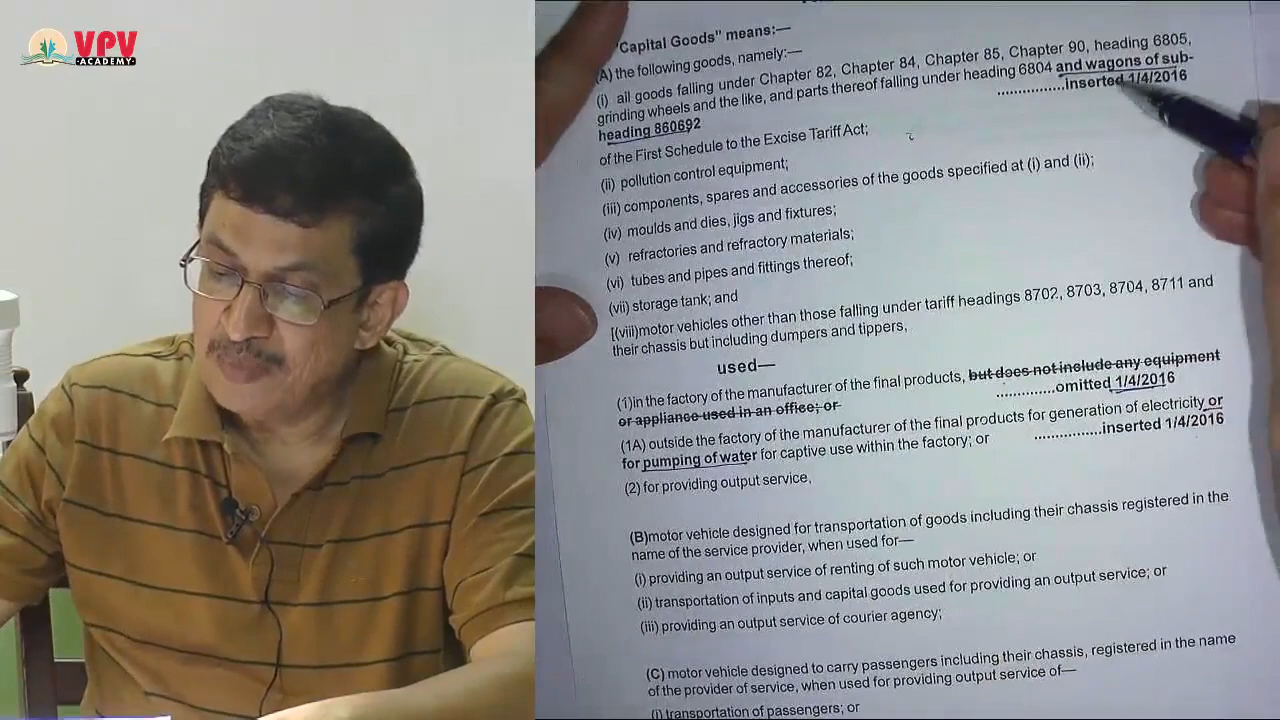 VPV
ACADEMY
"Capital Goods" means:—
(A) the following goods, namely:—
(i) all goods falling under Chapter 82, Chapter 84, Chapter 85, Chapter 90, heading 6805,
grinding wheels and the like, and parts thereof falling under heading 6804 and wagons of sub-
heading 860692 ................inserted 1/4/2016
of the First Schedule to the Excise Tariff Act;
(ii) pollution control equipment;
(iii) components, spares and accessories of the goods specified at (i) and (ii);
(iv) moulds and dies, jigs and fixtures;
(v) refractories and refractory materials;
(vi) tubes and pipes and fittings thereof;
(vii) storage tank; and
[(viii)motor vehicles other than those falling under tariff headings 8702, 8703, 8704, 8711 and
their chassis but including dumpers and tippers,
used—
(1)in the factory of the manufacturer of the final products, but does not include any equipment
or appliance used in an office; or ..............omitted 1/4/2016
(1A) outside the factory of the manufacturer of the final products for generation of electricity or
for pumping of water for captive use within the factory; or ................inserted 1/4/2016
(2) for providing output service,
(B)motor vehicle designed for transportation of goods including their chassis registered in the
name of the service provider, when used for—
(i) providing an output service of renting of such motor vehicle; or
(ii) transportation of inputs and capital goods used for providing an output service; or
(iii) providing an output service of courier agency;
(C) motor vehicle designed to carry passengers including their chassis, registered in the name
of the provider of service, when used for providing output service of—
(i) transportation of passengers; or